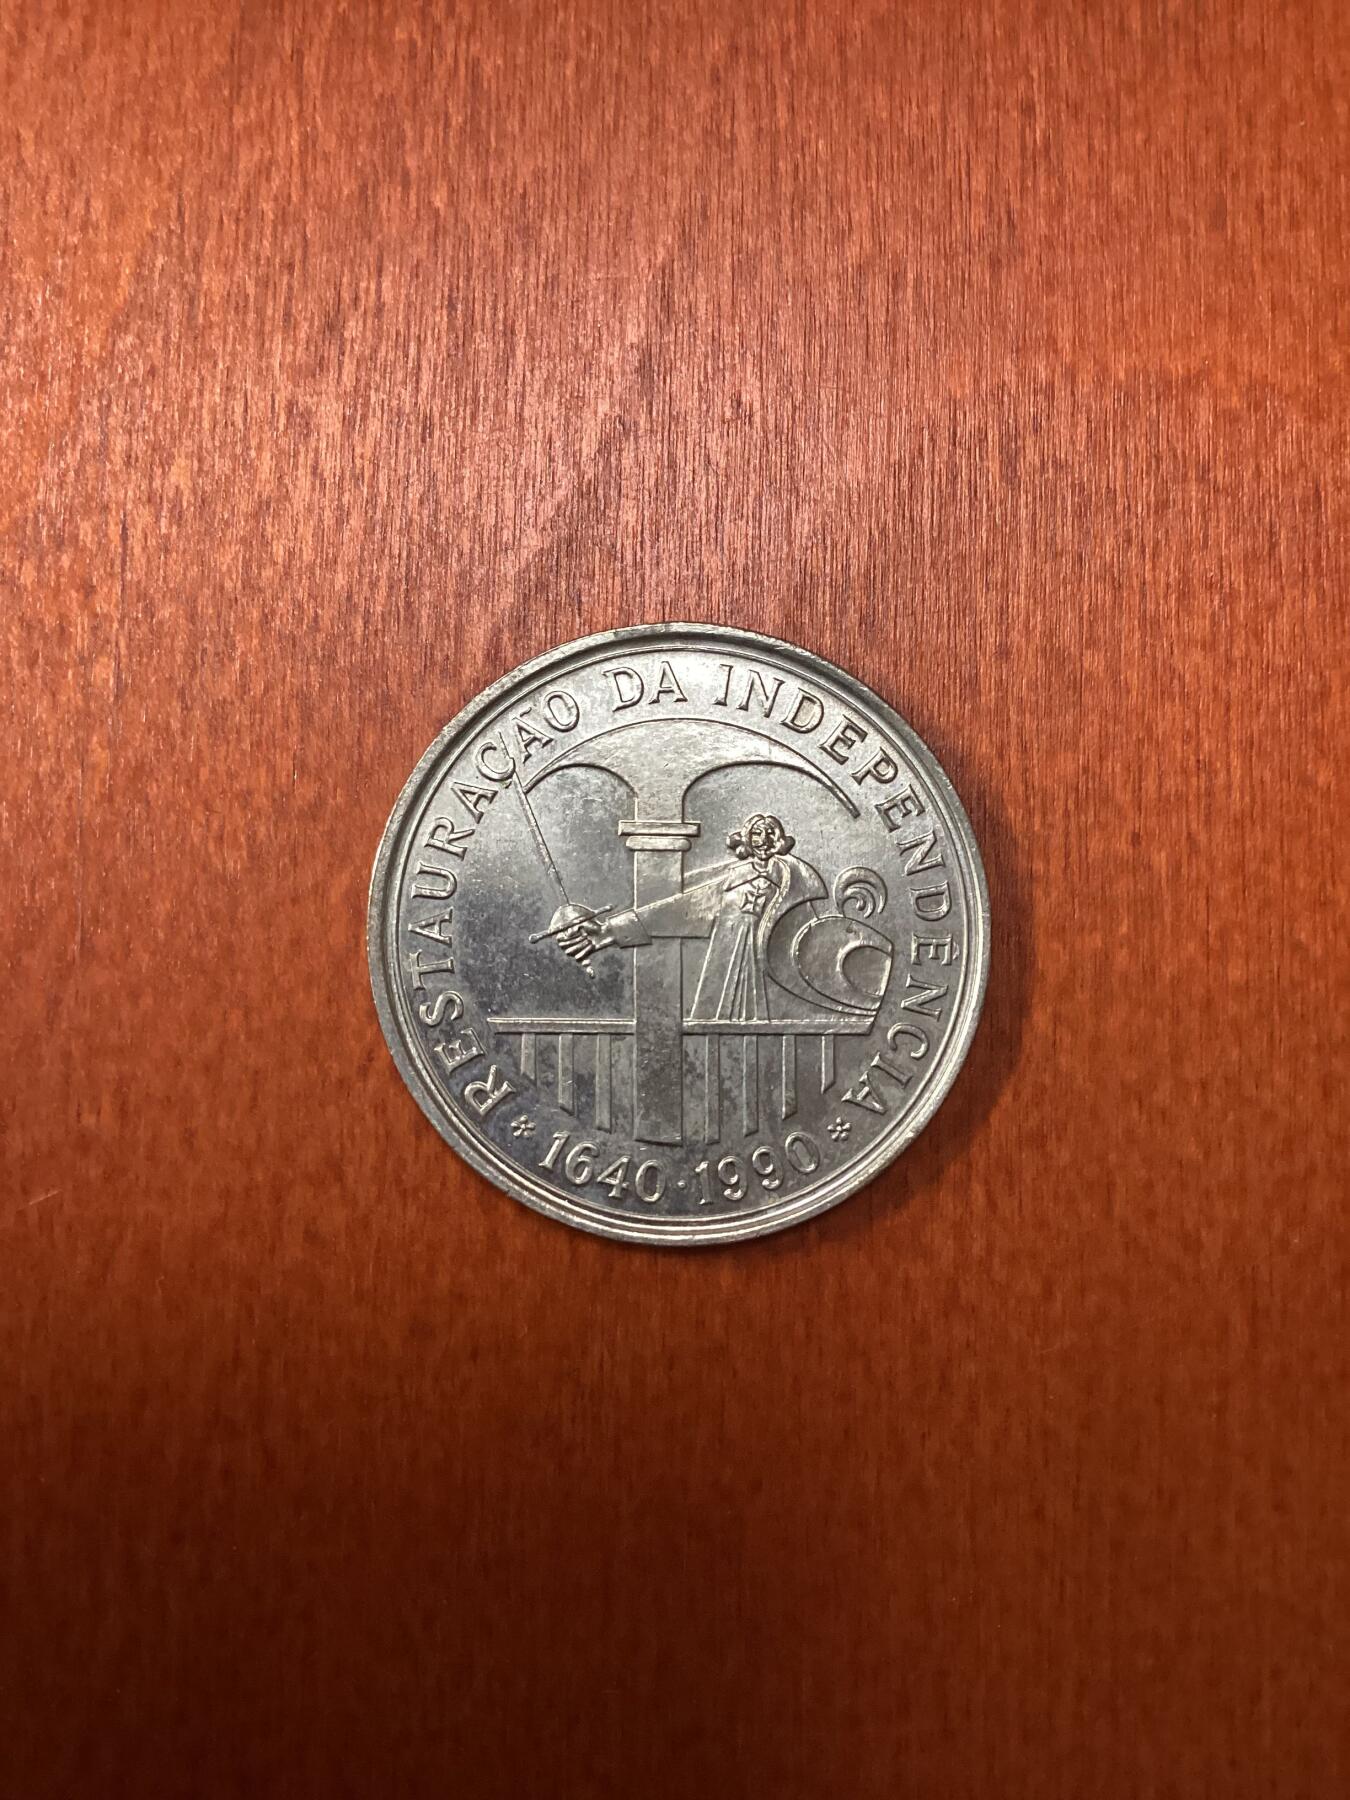 RESTAURAÇÃO DA INDEPENDÊNCIA
* 1640·1990 *